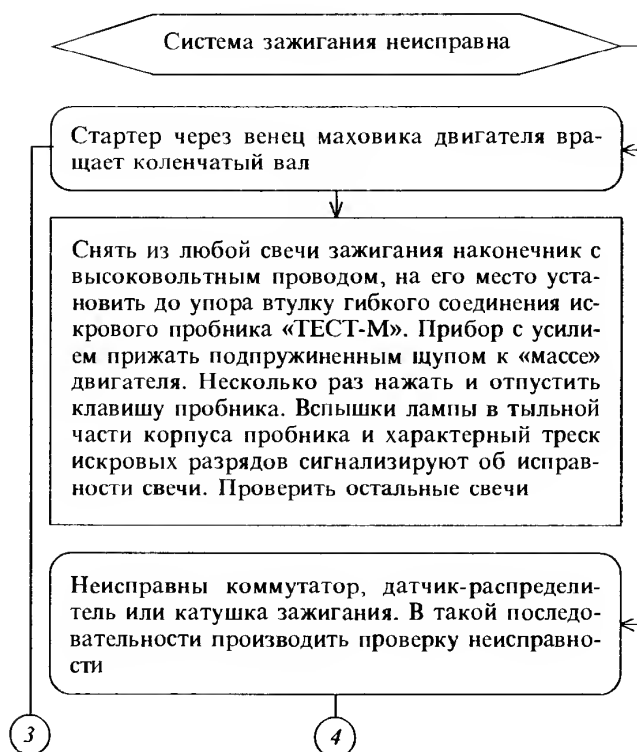 Система зажигания неисправна
Стартер через венец маховика двигателя вра-
щает коленчатый вал
Снять из любой свечи зажигания наконечник с
высоковольтным проводом, на его место уста-
новить до упора втулку гибкого соединения ис-
крового пробника «ТЕСТ-М». Прибор с усили-
ем прижать подпружиненным щупом к «массе»
двигателя. Несколько раз нажать и отпустить
клавишу пробника. Вспышки лампы в тыльной
части корпуса пробника и характерный треск
искровых разрядов сигнализируют об исправ-
ности свечи. Проверить остальные свечи
Неисправны коммутатор, датчик-распредели-
тель или катушка зажигания. В такой последо-
вательности производить проверку неисправно-
сти
3
4